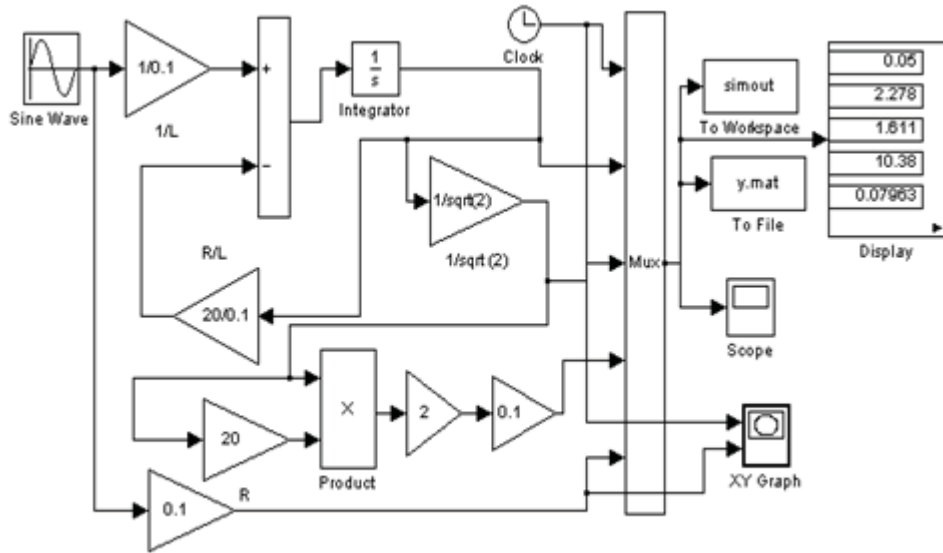 Sine Wave
1/0.1
1/L
+
−
1
s
Integrator
Clock
1/sqrt(2)
1/sqrt (2)
R/L
20/0.1
20
R
X
Product
2
0.1
0.1
Mux
simout
To Workspace
y.mat
To File
0.05
2.278
1.611
10.38
0.07963
Display
Scope
XY Graph